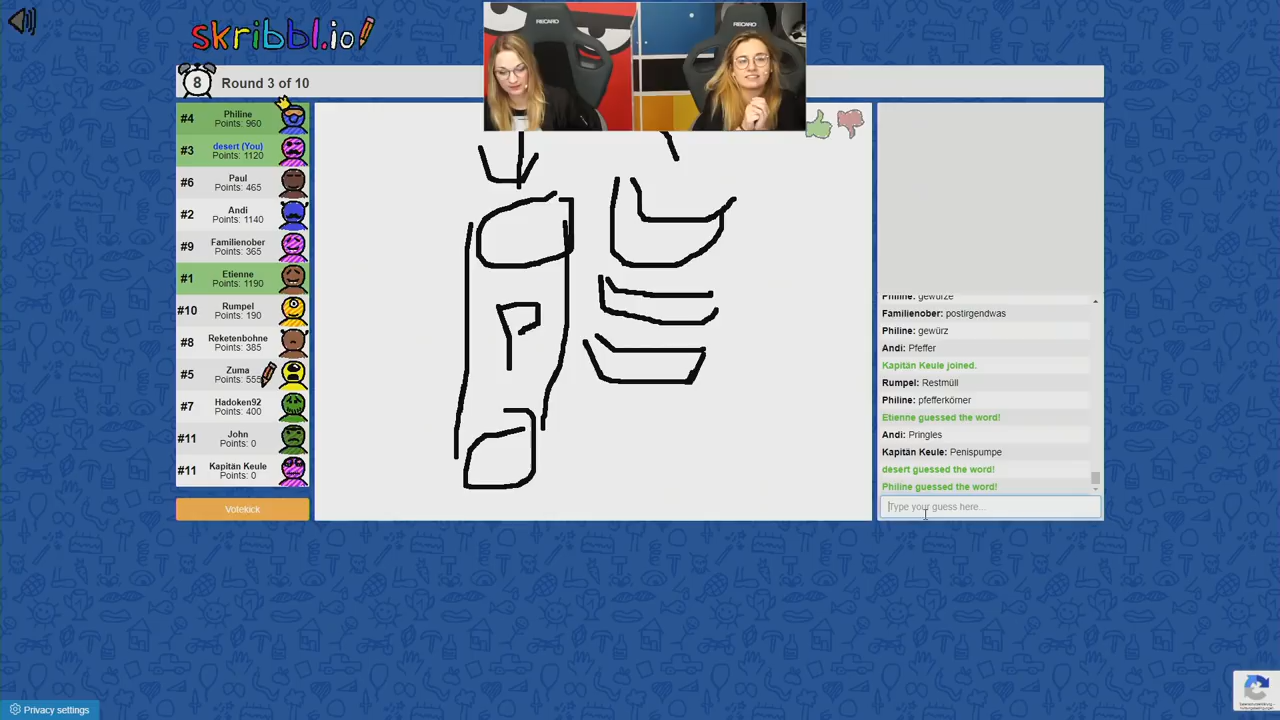 RECARO
RECARO
skribbl.io
8
Round 3 of 10
#4
Philine
Points: 960
#3
desert (You)
Points: 1120
#6
Paul
Points: 465
#2
Andi
Points: 1140
#9
Familienober
Points: 365
#1
Etienne
Points: 1190
#10
Rumpel
Points: 190
#8
Reketenbohne
Points: 385
#5
Zuma
Points: 555
#7
Hadoken92
Points: 400
#11
John
Points: 0
#11
Kapitän Keule
Points: 0
Votekick
P
Philine: gewürze
Familienober: postirgendwas
Philine: gewürz
Andi: Pfeffer
Kapitän Keule joined.
Rumpel: Restmüll
Philine: pfefferkörner
Etienne guessed the word!
Andi: Pringles
Kapitän Keule: Penispumpe
desert guessed the word!
Philine guessed the word!
Type your guess here...
Privacy settings